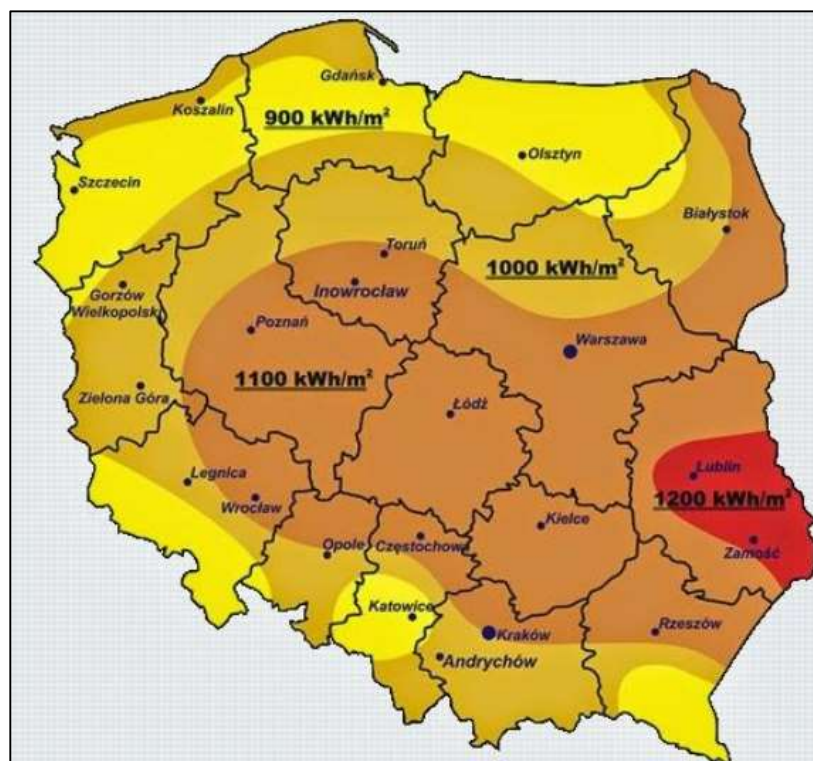 Gdańsk
Koszalin
900 kWh/m²
Olsztyn
Szczecin
Białystok
Toruń
1000 kWh/m²
Gorzów
Wielkopolski
Inowrocław
Poznań
Warszawa
1100 kWh/m²
Zielona Góra
Łódź
Legnica
Lublin
Wrocław
1200 kWh/m²
Kielce
Opole
Częstochowa
Zamość
Katowice
Kraków
Rzeszów
Andrychów